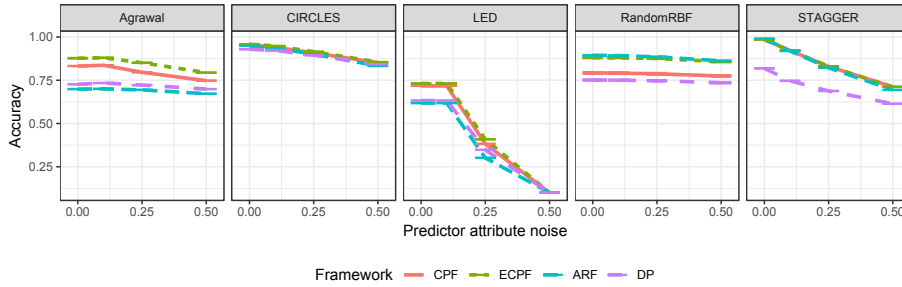 Agrawal CIRCLES LED RandomRBF STAGGER
1.00
0.75
0.50
0.25
Accuracy
0.00 0.25 0.50 0.00 0.25 0.50 0.00 0.25 0.50 0.00 0.25 0.50 0.00 0.25 0.50
Predictor attribute noise
Framework CPF ECPF ARF DP